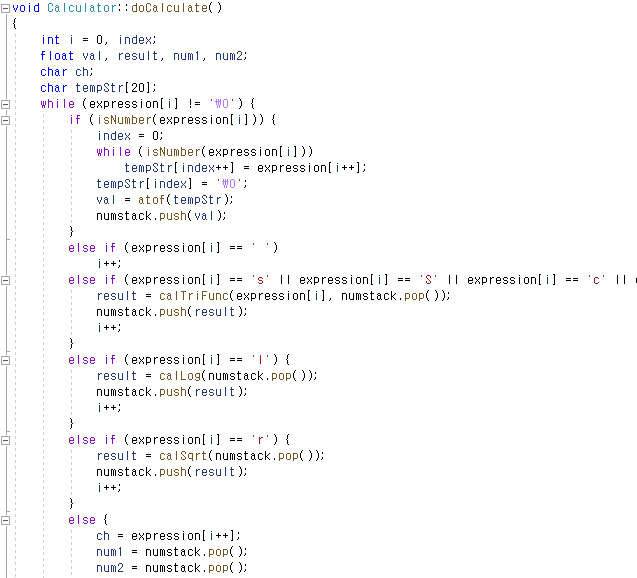 void Calculator::doCalculate()
{
int i = 0, index;
float val, result, num1, num2;
char ch;
char tempStr[20];
while (expression[i] != '₩0') {
if (isNumber(expression[i])) {
index = 0;
while (isNumber(expression[i]))
tempStr[index++] = expression[i++];
tempStr[index] = '₩0';
val = atof(tempStr);
numstack.push(val);
}
else if (expression[i] == ' ')
i++;
else if (expression[i] == 's' || expression[i] == 'S' || expression[i] == 'c' ||
result = calTriFunc(expression[i], numstack.pop());
numstack.push(result);
i++;
}
else if (expression[i] == 'l') {
result = calLog(numstack.pop());
numstack.push(result);
i++;
}
else if (expression[i] == 'r') {
result = calSqrt(numstack.pop());
numstack.push(result);
i++;
}
else {
ch = expression[i++];
num1 = numstack.pop();
num2 = numstack.pop();